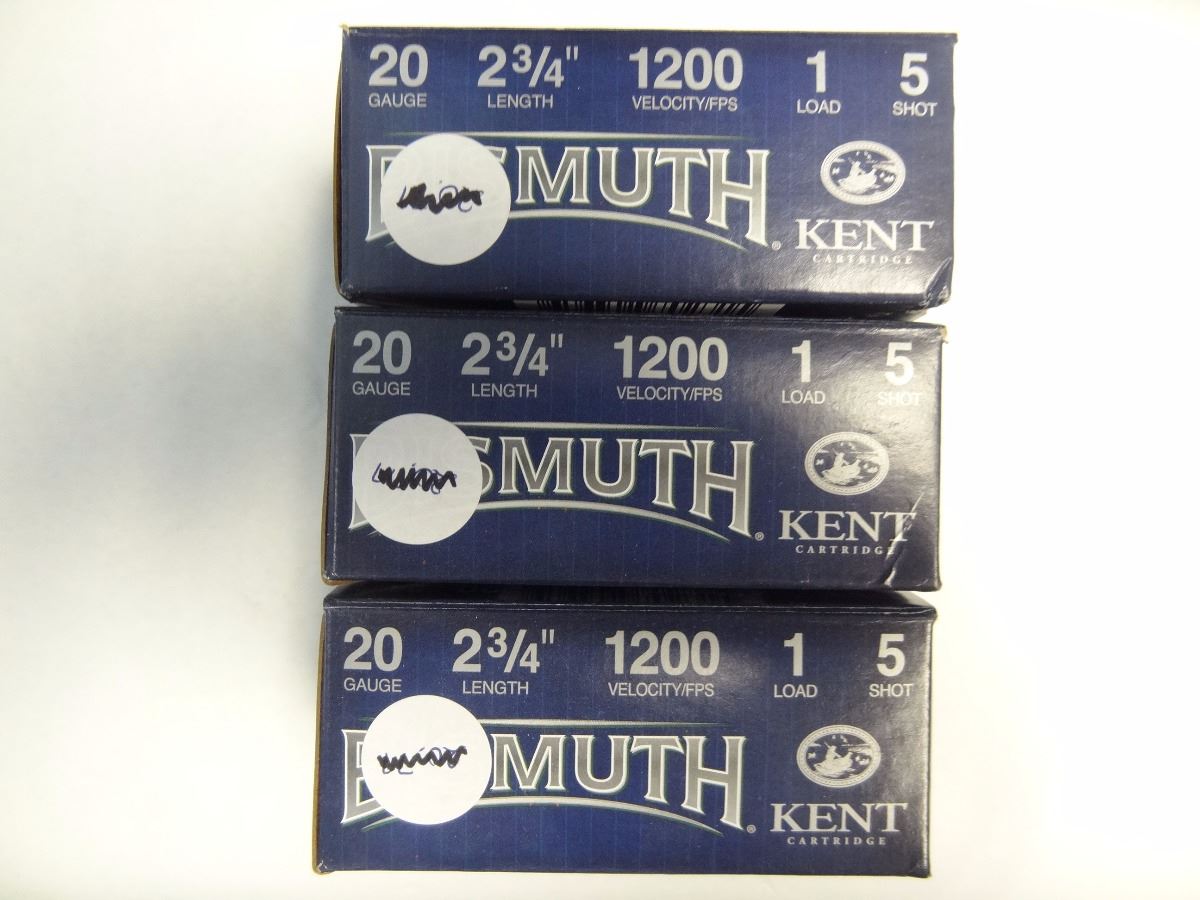 20 2 3/4" 1200 1 5
GAUGE LENGTH VELOCITY/FPS LOAD SHOT
SMUTH®
KENT
CARTRIDGE
20 2 3/4" 1200 1 5
GAUGE LENGTH VELOCITY/FPS LOAD SHOT
SMUTH®
KENT
CARTRIDGE
20 2 3/4" 1200 1 5
GAUGE LENGTH VELOCITY/FPS LOAD SHOT
MUTH®
KENT
CARTRIDGE